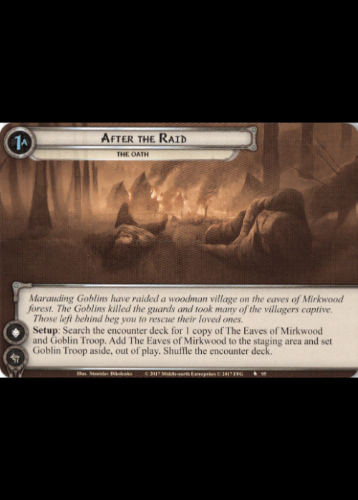 1A
AFTER THE RAID
THE OATH
Marauding Goblins have raided a woodman village on the eaves of Mirkwood
forest. The Goblins killed the guards and took many of the villagers captive.
Those left behind beg you to rescue their loved ones.
Setup: Search the encounter deck for 1 copy of The Eaves of Mirkwood
and Goblin Troop. Add The Eaves of Mirkwood to the staging area and set
Goblin Troop aside, out of play. Shuffle the encounter deck.
Illus. © 2017 Middle-earth Enterprises © 2017 FFG